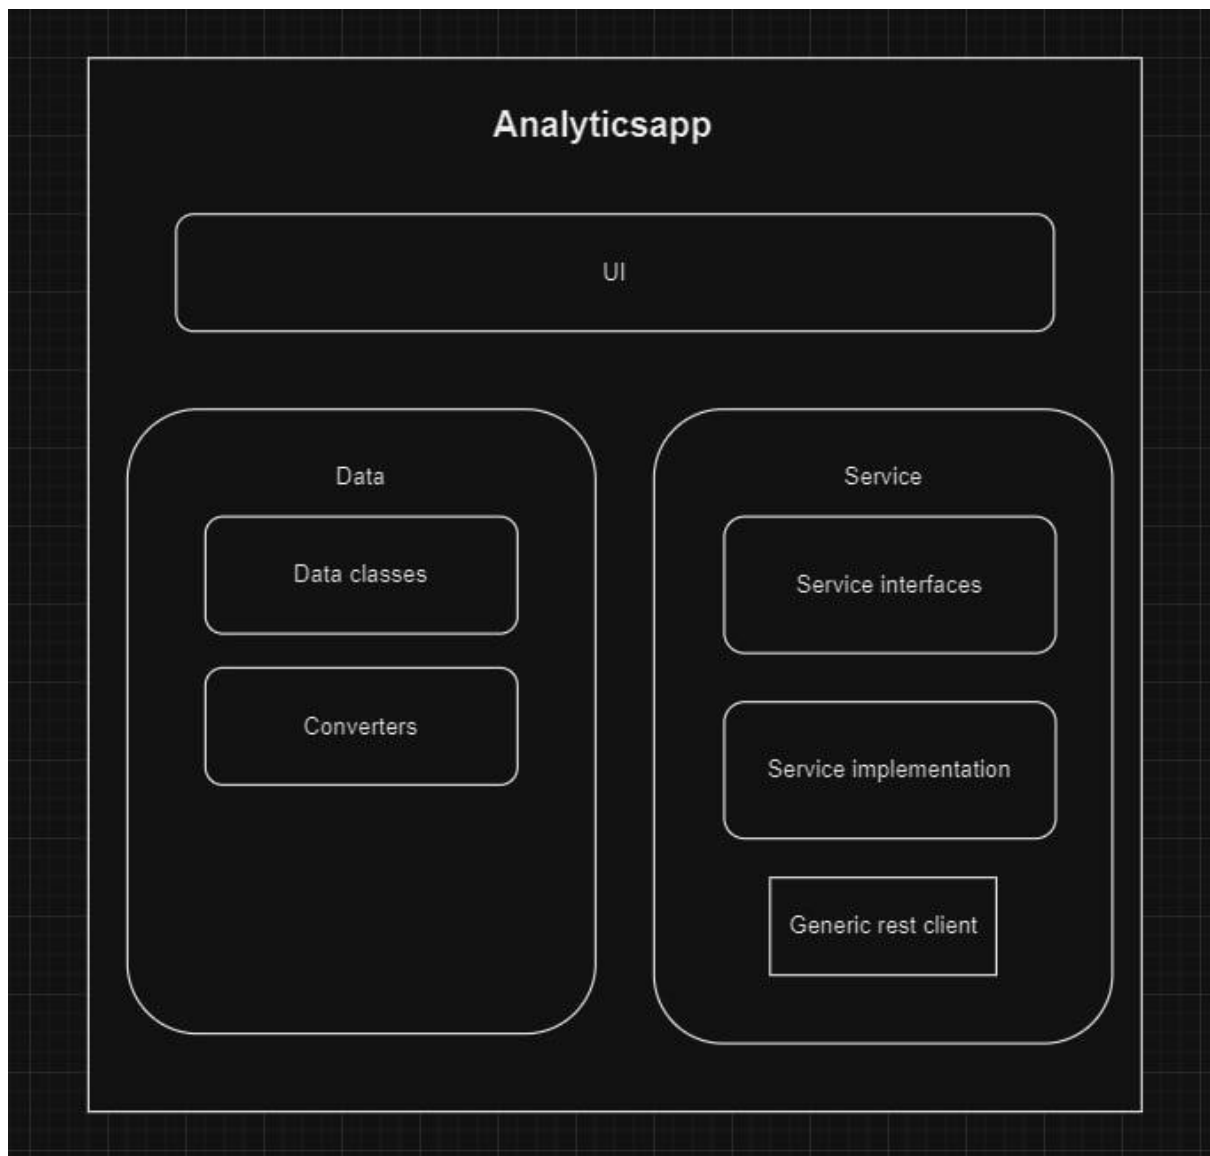 Analyticsapp
UI
Data
Data classes
Converters
Service
Service interfaces
Service implementation
Generic rest client